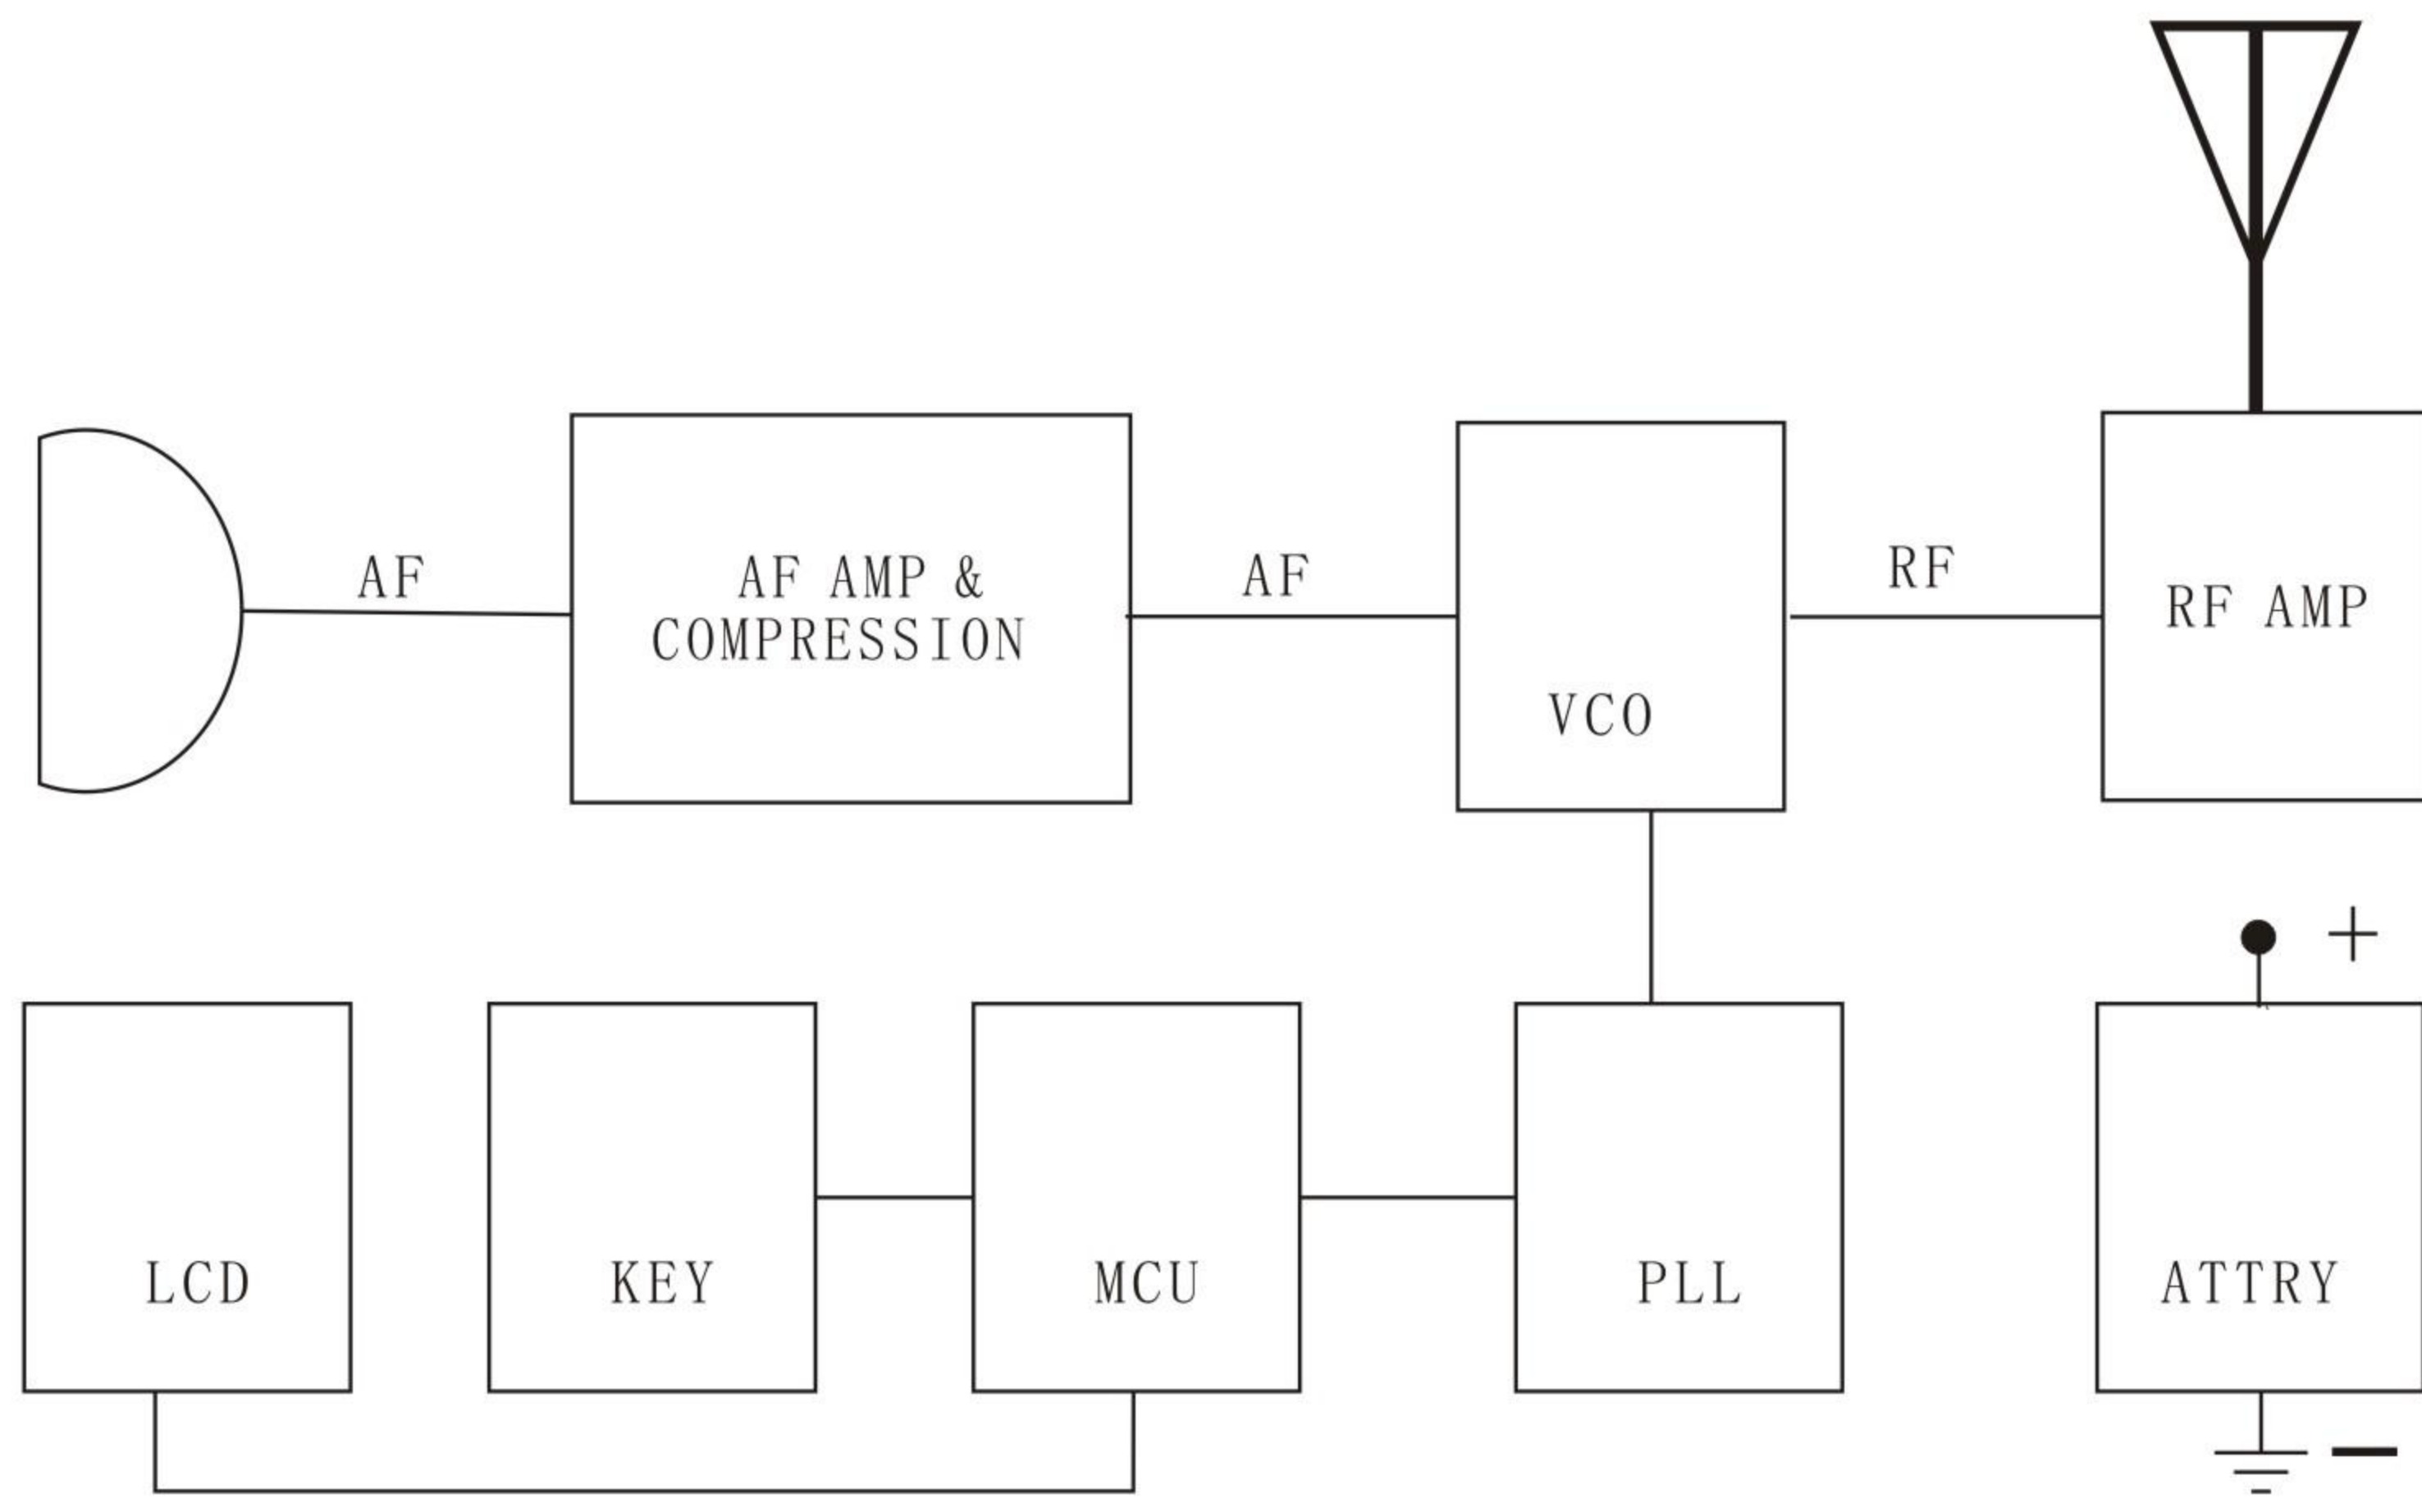 AF
AF AMP &
COMPRESSION
AF
VCO
RF
RF AMP
+
LCD
KEY
MCU
PLL
ATTRY
—